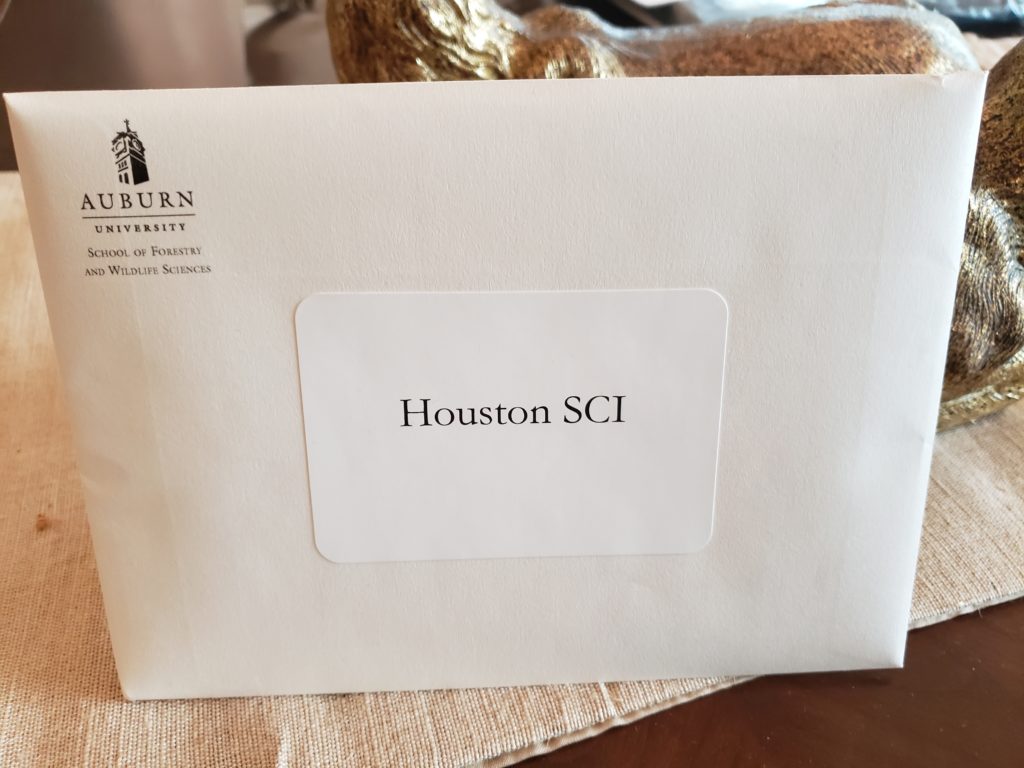 AUBURN
UNIVERSITY
SCHOOL OF FORESTRY
AND WILDLIFE SCIENCES
Houston SCI